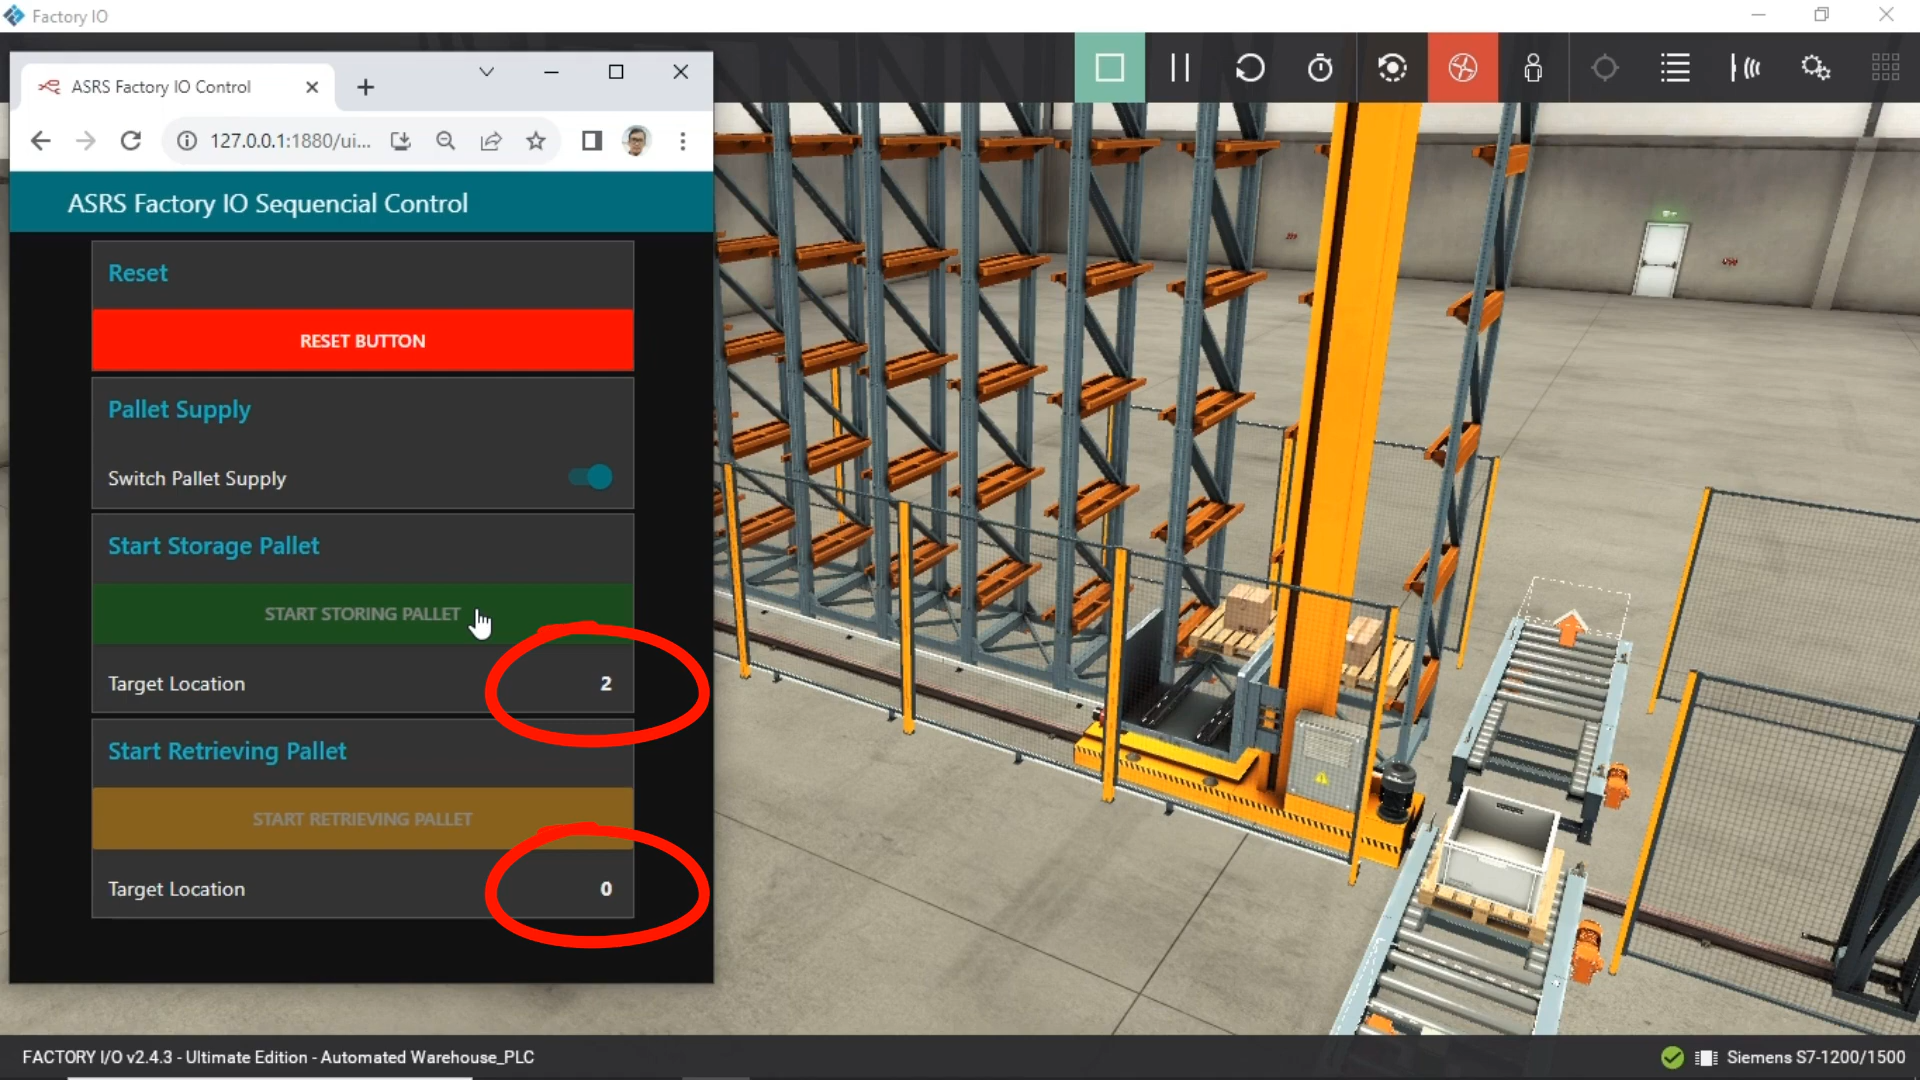 Factory IO
ASRS Factory IO Control
127.0.0.1:1880/ui...
ASRS Factory IO Sequencial Control
Reset
RESET BUTTON
Pallet Supply
Switch Pallet Supply
Start Storage Pallet
START STORING PALLET
Target Location 2
Start Retrieving Pallet
START RETRIEVING PALLET
Target Location 0
FACTORY I/O v2.4.3 - Ultimate Edition - Automated Warehouse_PLC
Siemens S7-1200/1500